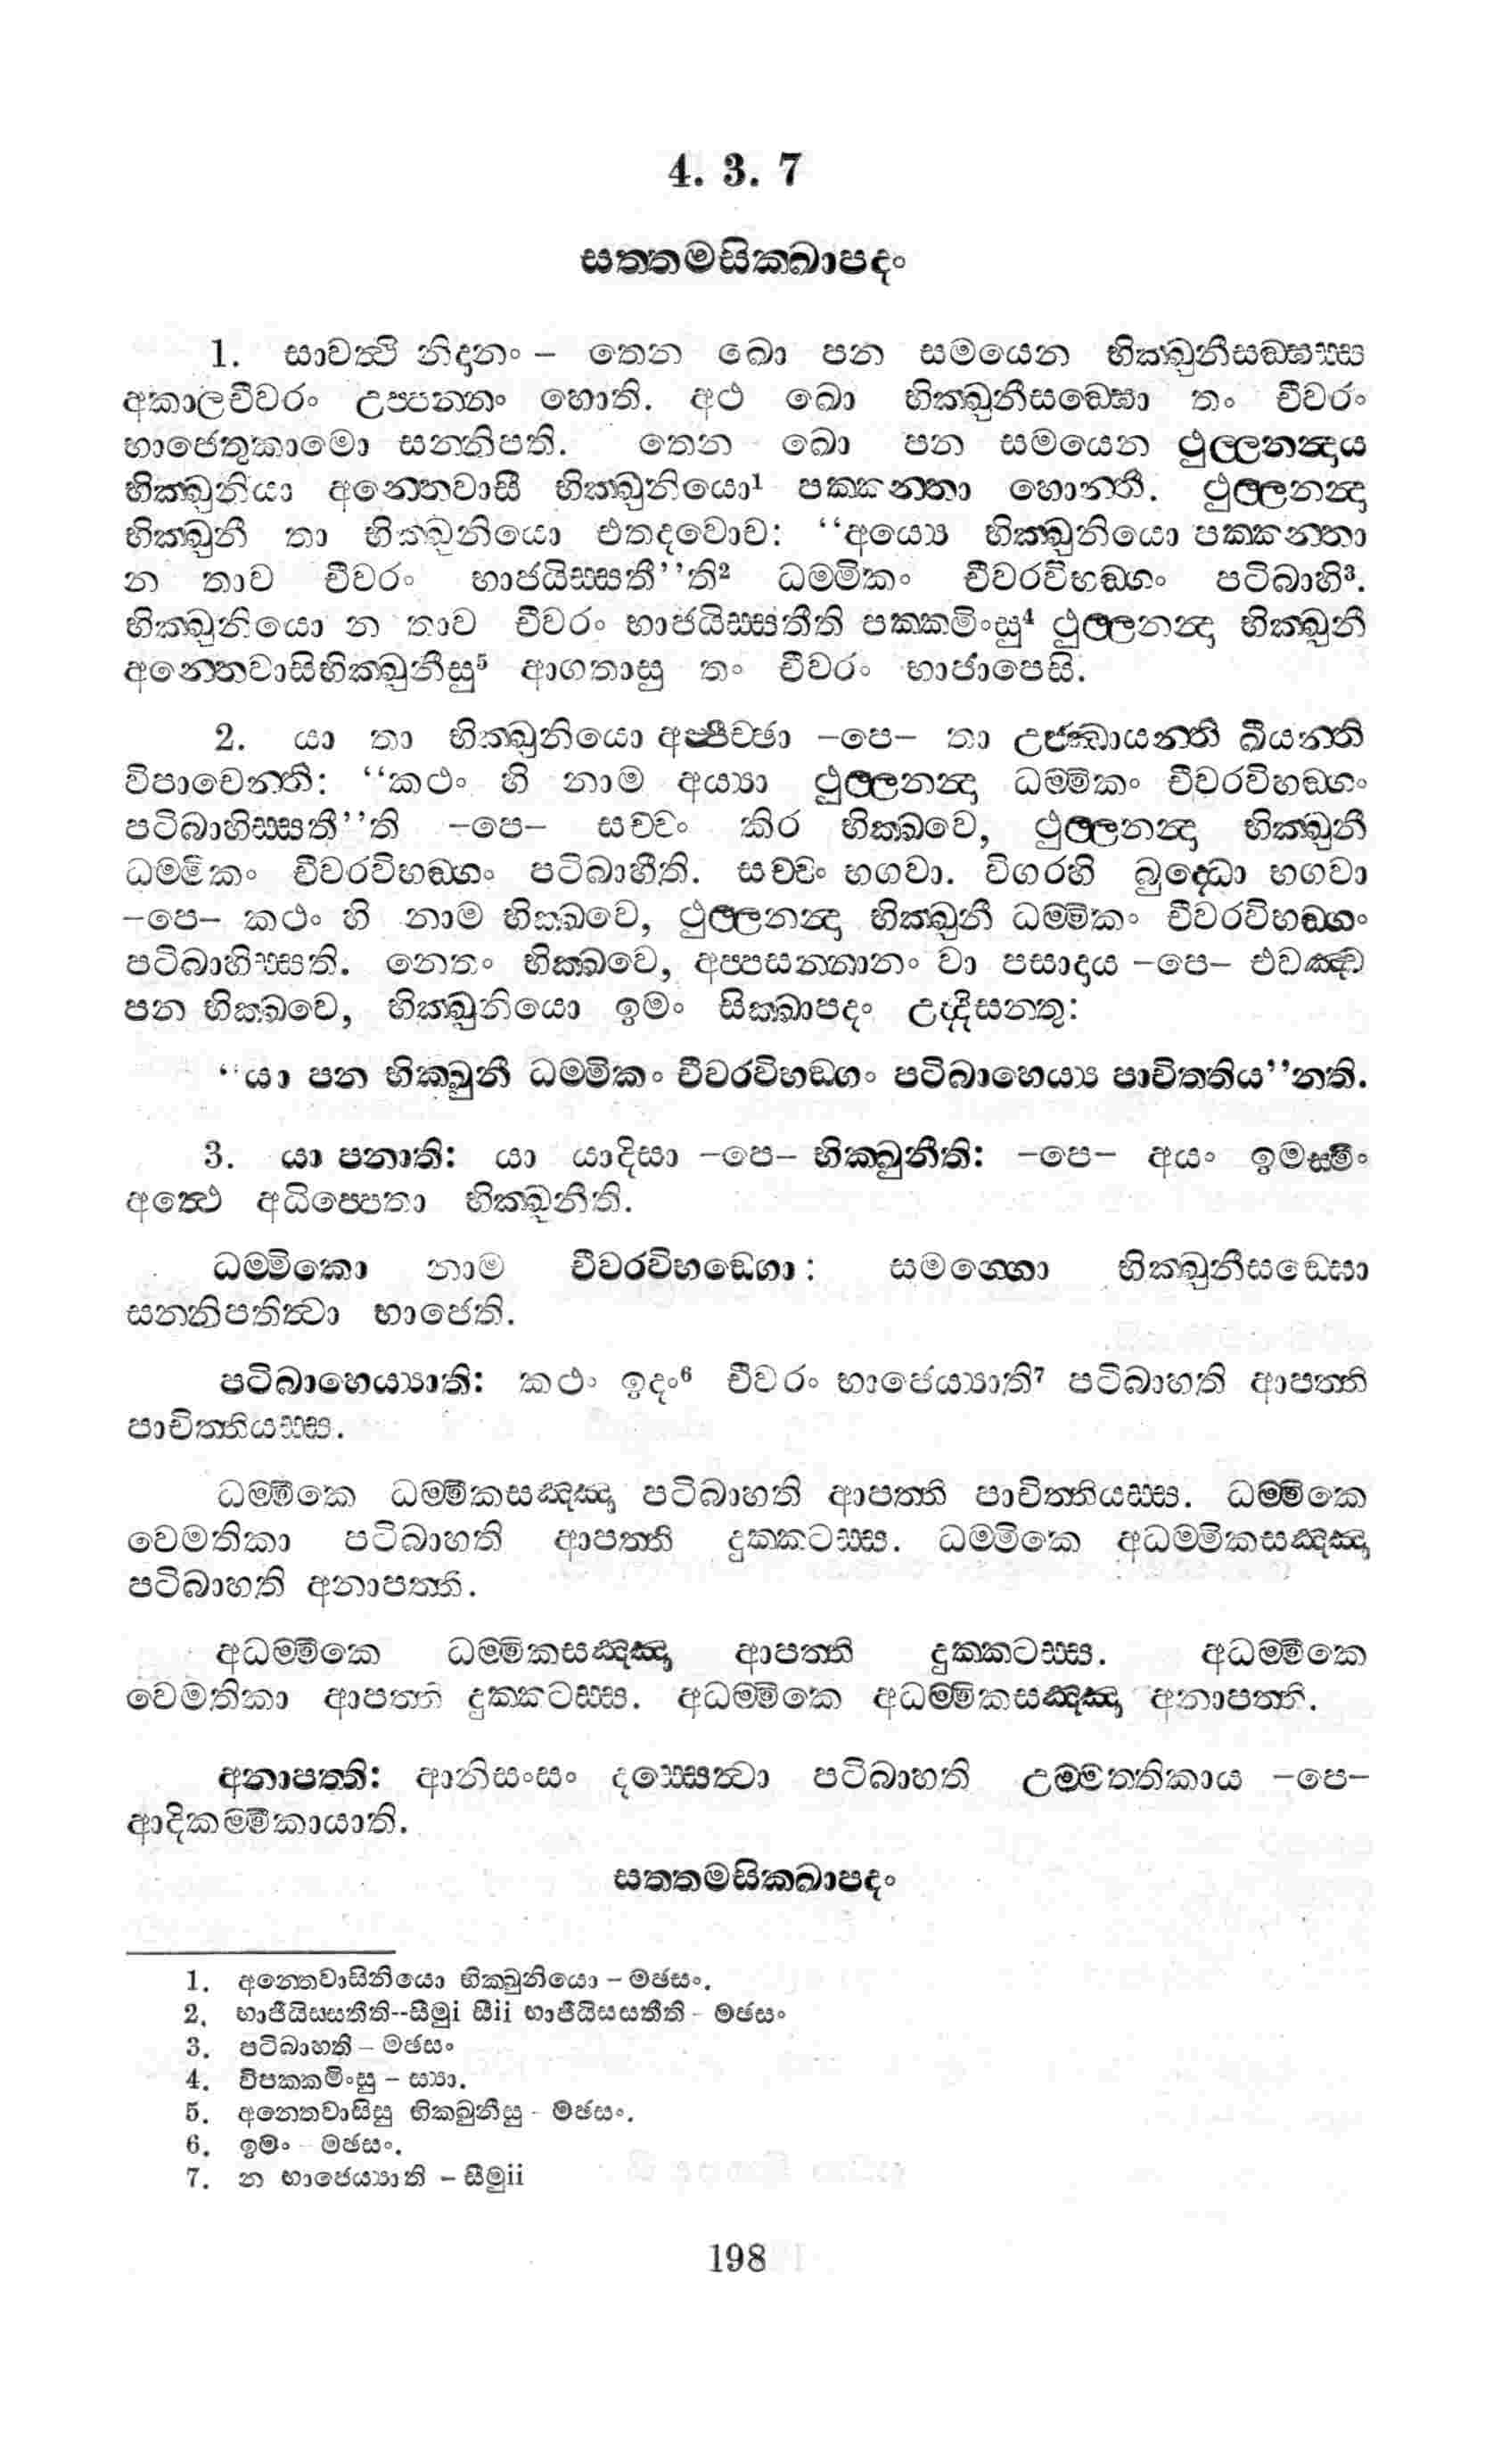 4. 3. 7
සත්තමසික්ඛාපදං
1. සාවත්ථි නිදානං – තෙන ඛො පන සමයෙන භික්ඛුනීසඞ්ඝස්ස
අකාලචීවරං උප්පන්නං හොති. අථ ඛො භික්ඛුනීසඞ්ඝො තං චීවරං
භාජෙතුකාමො සන්නිපති. තෙන ඛො පන සමයෙන ථුල්ලනන්දාය
භික්ඛුනියා අන්තෙවාසී භික්ඛුනියො¹ පක්කන්තා හොන්ති. ථුල්ලනන්දා
භික්ඛුනී තා භික්ඛුනියො එතදවොච: ‘‘අය්‍යෙ භික්ඛුනියො පක්කන්තා
න තාව චීවරං භාජයිස්සතී’’ති² ධම්මිකං චීවරවිභඞ්ගං පටිබාහි³.
භික්ඛුනියො න තාව චීවරං භාජයිස්සතීති පක්කමිංසු⁴ ථුල්ලනන්දා භික්ඛුනී
අන්තෙවාසිභික්ඛුනීසු⁵ ආගතාසු තං චීවරං භාජාපෙසි.
2. යා තා භික්ඛුනියො අප්පිච්ඡා –පෙ– තා උජ්ඣායන්ති ඛීයන්ති
විපාචෙන්ති: ‘‘කථං හි නාම අය්‍යා ථුල්ලනන්දා ධම්මිකං චීවරවිභඞ්ගං
පටිබාහිස්සතී’’ති –පෙ– සච්චං කිර භික්ඛවෙ, ථුල්ලනන්දා භික්ඛුනී
ධම්මිකං චීවරවිභඞ්ගං පටිබාහීති. සච්චං භගවා. විගරහි බුද්ධො භගවා
–පෙ– කථං හි නාම භික්ඛවෙ, ථුල්ලනන්දා භික්ඛුනී ධම්මිකං චීවරවිභඞ්ගං
පටිබාහිස්සති. නෙතං භික්ඛවෙ, අප්පසන්නානං වා පසාදාය –පෙ– එවඤ්ච
පන භික්ඛවෙ, භික්ඛුනියො ඉමං සික්ඛාපදං උද්දිසන්තු:
‘‘යා පන භික්ඛුනී ධම්මිකං චීවරවිභඞ්ගං පටිබාහෙය්‍ය පාචිත්තිය’’න්ති.
3. යා පනාති: යා යාදිසා –පෙ– භික්ඛුනීති: –පෙ– අයං ඉමස්මිං
අත්ථෙ අධිප්පෙතා භික්ඛුනීති.
ධම්මිකො නාම චීවරවිභඞ්ගො: සමග්ගො භික්ඛුනීසඞ්ඝො
සන්නිපතිත්වා භාජෙති.
පටිබාහෙය්‍යාති: කථං ඉදං⁶ චීවරං භාජෙය්‍යාති⁷ පටිබාහති ආපත්ති
පාචිත්තියස්ස.
ධම්මිකෙ ධම්මිකසඤ්ඤා පටිබාහති ආපත්ති පාචිත්තියස්ස. ධම්මිකෙ
වෙමතිකා පටිබාහති ආපත්ති දුක්කටස්ස. ධම්මිකෙ අධම්මිකසඤ්ඤා
පටිබාහති අනාපත්ති.
අධම්මිකෙ ධම්මිකසඤ්ඤා ආපත්ති දුක්කටස්ස. අධම්මිකෙ
වෙමතිකා ආපත්ති දුක්කටස්ස. අධම්මිකෙ අධම්මිකසඤ්ඤා අනාපත්ති.
අනාපත්ති: ආනිසංසං දස්සෙත්වා පටිබාහති උම්මත්තිකාය –පෙ–
ආදිකම්මිකායාති.
සත්තමසික්ඛාපදං
1. අන්තෙවාසිනියො භික්ඛුනියො – මඡසං.
2. භාජීයිස්සතීති--සීමුi සීii භාජීයිස්සතීති - මඡසං
3. පටිබාහති – මඡසං
4. විපක්කමිංසු – ස්‍යා.
5. අන්තෙවාසීසු භික්ඛුනීසු - මඡසං.
6. ඉමං - මඡසං.
7. න භාජෙය්‍යාති – සීමුii
198